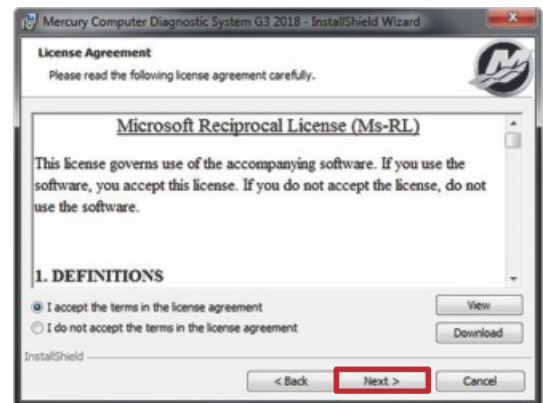 Mercury Computer Diagnostic System G3 2018 - InstallShield Wizard
License Agreement
Please read the following license agreement carefully.
Microsoft Reciprocal License (Ms-RL)
This license governs use of the accompanying software. If you use the
software, you accept this license. If you do not accept the license, do not
use the software.
1. DEFINITIONS
I accept the terms in the license agreement
View
I do not accept the terms in the license agreement
Download
InstallShield
< Back
Next >
Cancel